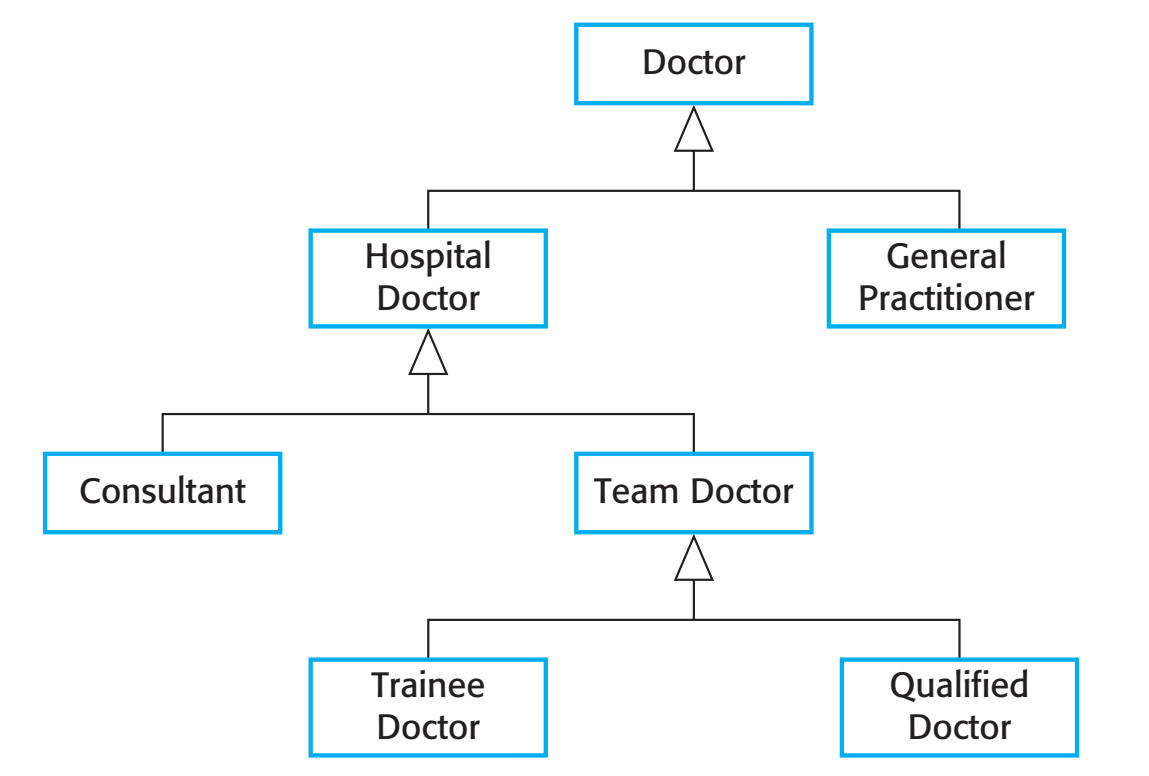 Doctor
Hospital
Doctor
General
Practitioner
Consultant
Team Doctor
Trainee
Doctor
Qualified
Doctor